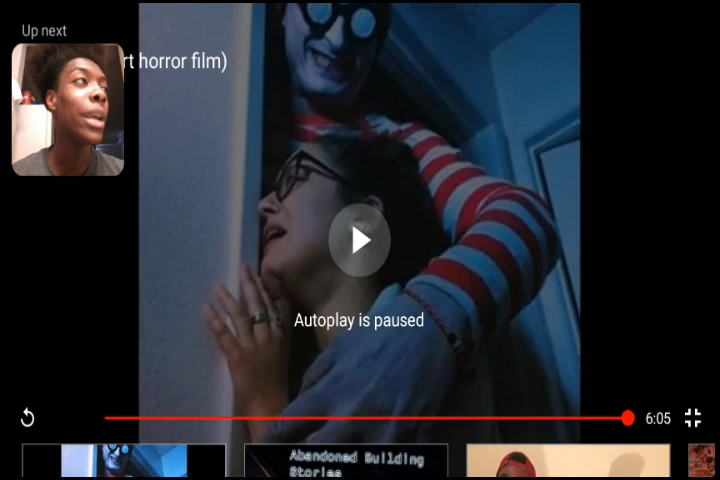 Up next
rt horror film)
Autoplay is paused
6:05
Abandoned Building
Stories